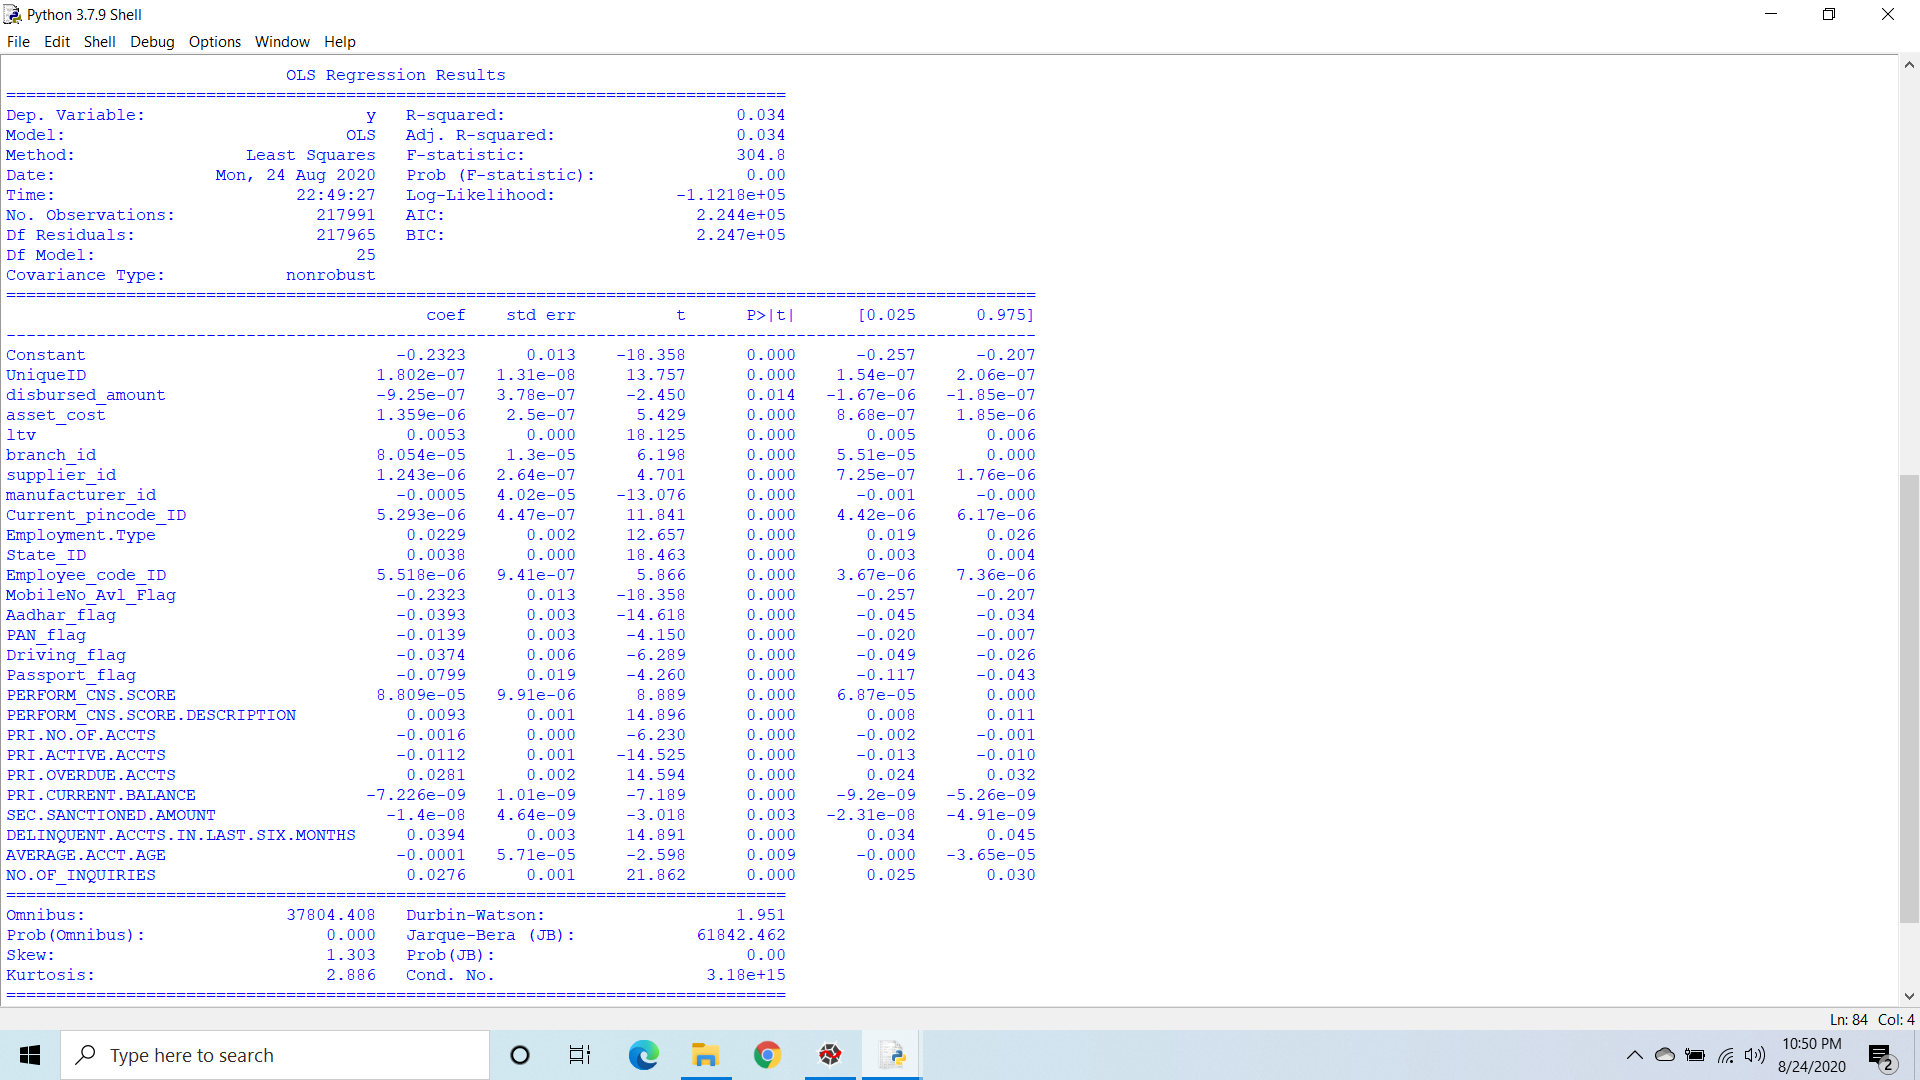 Python 3.7.9 Shell
File Edit Shell Debug Options Window Help
OLS Regression Results
==============================================================================
Dep. Variable: y R-squared: 0.034
Model: OLS Adj. R-squared: 0.034
Method: Least Squares F-statistic: 304.8
Date: Mon, 24 Aug 2020 Prob (F-statistic): 0.00
Time: 22:49:27 Log-Likelihood: -1.1218e+05
No. Observations: 217991 AIC: 2.244e+05
Df Residuals: 217965 BIC: 2.247e+05
Df Model: 25
Covariance Type: nonrobust
=======================================================================================================
coef std err t P>|t| [0.025 0.975]
-------------------------------------------------------------------------------------------------------
Constant -0.2323 0.013 -18.358 0.000 -0.257 -0.207
UniqueID 1.802e-07 1.31e-08 13.757 0.000 1.54e-07 2.06e-07
disbursed_amount -9.25e-07 3.78e-07 -2.450 0.014 -1.67e-06 -1.85e-07
asset_cost 1.359e-06 2.5e-07 5.429 0.000 8.68e-07 1.85e-06
ltv 0.0053 0.000 18.125 0.000 0.005 0.006
branch_id 8.054e-05 1.3e-05 6.198 0.000 5.51e-05 0.000
supplier_id 1.243e-06 2.64e-07 4.701 0.000 7.25e-07 1.76e-06
manufacturer_id -0.0005 4.02e-05 -13.076 0.000 -0.001 -0.000
Current_pincode_ID 5.293e-06 4.47e-07 11.841 0.000 4.42e-06 6.17e-06
Employment.Type 0.0229 0.002 12.657 0.000 0.019 0.026
State_ID 0.0038 0.000 18.463 0.000 0.003 0.004
Employee_code_ID 5.518e-06 9.41e-07 5.866 0.000 3.67e-06 7.36e-06
MobileNo_Avl_Flag -0.2323 0.013 -18.358 0.000 -0.257 -0.207
Aadhar_flag -0.0393 0.003 -14.618 0.000 -0.045 -0.034
PAN_flag -0.0139 0.003 -4.150 0.000 -0.020 -0.007
Driving_flag -0.0374 0.006 -6.289 0.000 -0.049 -0.026
Passport_flag -0.0799 0.019 -4.260 0.000 -0.117 -0.043
PERFORM_CNS.SCORE 8.809e-05 9.91e-06 8.889 0.000 6.87e-05 0.000
PERFORM_CNS.SCORE.DESCRIPTION 0.0093 0.001 14.896 0.000 0.008 0.011
PRI.NO.OF.ACCTS -0.0016 0.000 -6.230 0.000 -0.002 -0.001
PRI.ACTIVE.ACCTS -0.0112 0.001 -14.525 0.000 -0.013 -0.010
PRI.OVERDUE.ACCTS 0.0281 0.002 14.594 0.000 0.024 0.032
PRI.CURRENT.BALANCE -7.226e-09 1.01e-09 -7.189 0.000 -9.2e-09 -5.26e-09
SEC.SANCTIONED.AMOUNT -1.4e-08 4.64e-09 -3.018 0.003 -2.31e-08 -4.91e-09
DELINQUENT.ACCTS.IN.LAST.SIX.MONTHS 0.0394 0.003 14.891 0.000 0.034 0.045
AVERAGE.ACCT.AGE -0.0001 5.71e-05 -2.598 0.009 -0.000 -3.65e-05
NO.OF_INQUIRIES 0.0276 0.001 21.862 0.000 0.025 0.030
==============================================================================
Omnibus: 37804.408 Durbin-Watson: 1.951
Prob(Omnibus): 0.000 Jarque-Bera (JB): 61842.462
Skew: 1.303 Prob(JB): 0.00
Kurtosis: 2.886 Cond. No. 3.18e+15
==============================================================================
Ln: 84 Col: 4
Type here to search
10:50 PM
8/24/2020
2